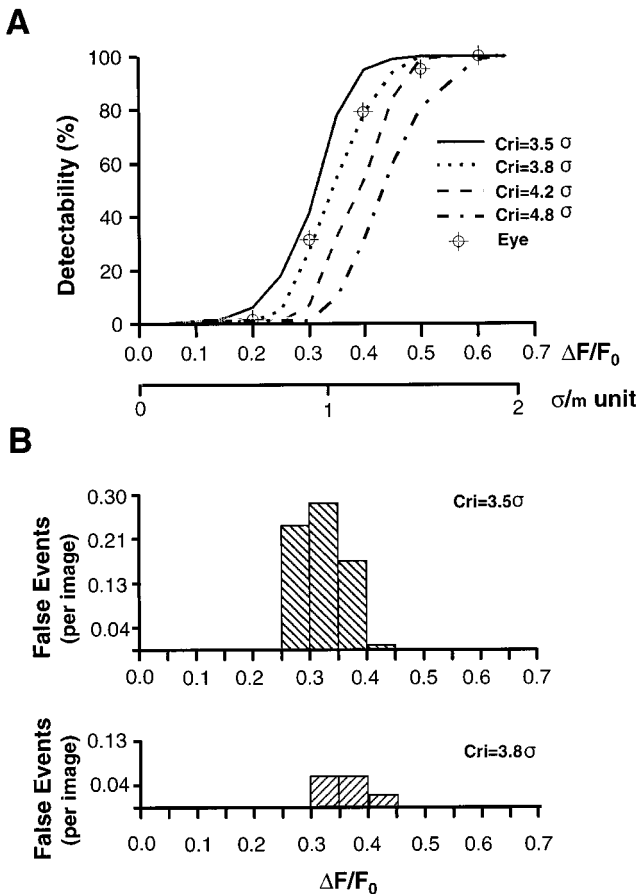 A
Detectability (%)
100
80
60
40
20
0
Cri=3.5 σ
Cri=3.8 σ
Cri=4.2 σ
Cri=4.8 σ
Eye
0.0 0.1 0.2 0.3 0.4 0.5 0.6 0.7 ΔF/F0
0 1 2 σ/m unit
B
False Events
(per image)
0.30
0.21
0.13
0.04
Cri=3.5σ
0.0 0.1 0.2 0.3 0.4 0.5 0.6 0.7
False Events
(per image)
0.13
0.04
Cri=3.8σ
0.0 0.1 0.2 0.3 0.4 0.5 0.6 0.7
ΔF/F0